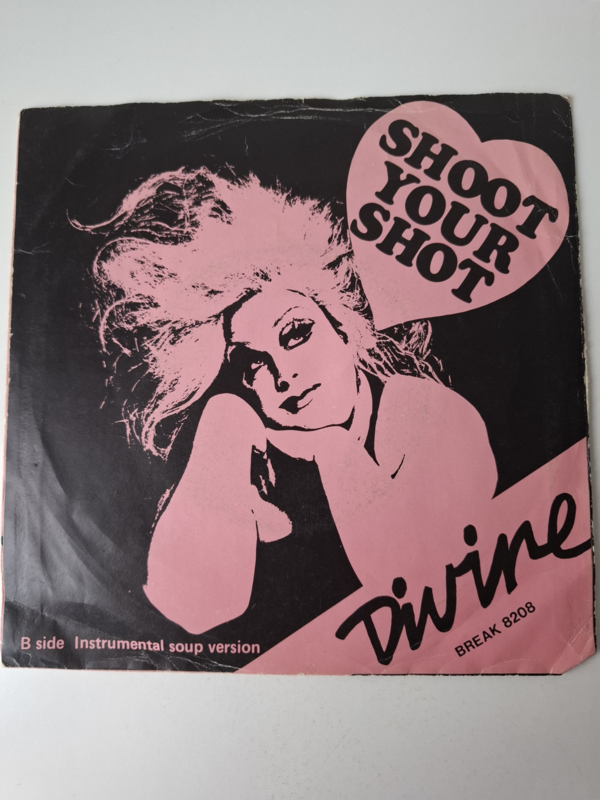 SHOOT
YOUR
SHOT
Divine
BREAK 8208
B side Instrumental soup version